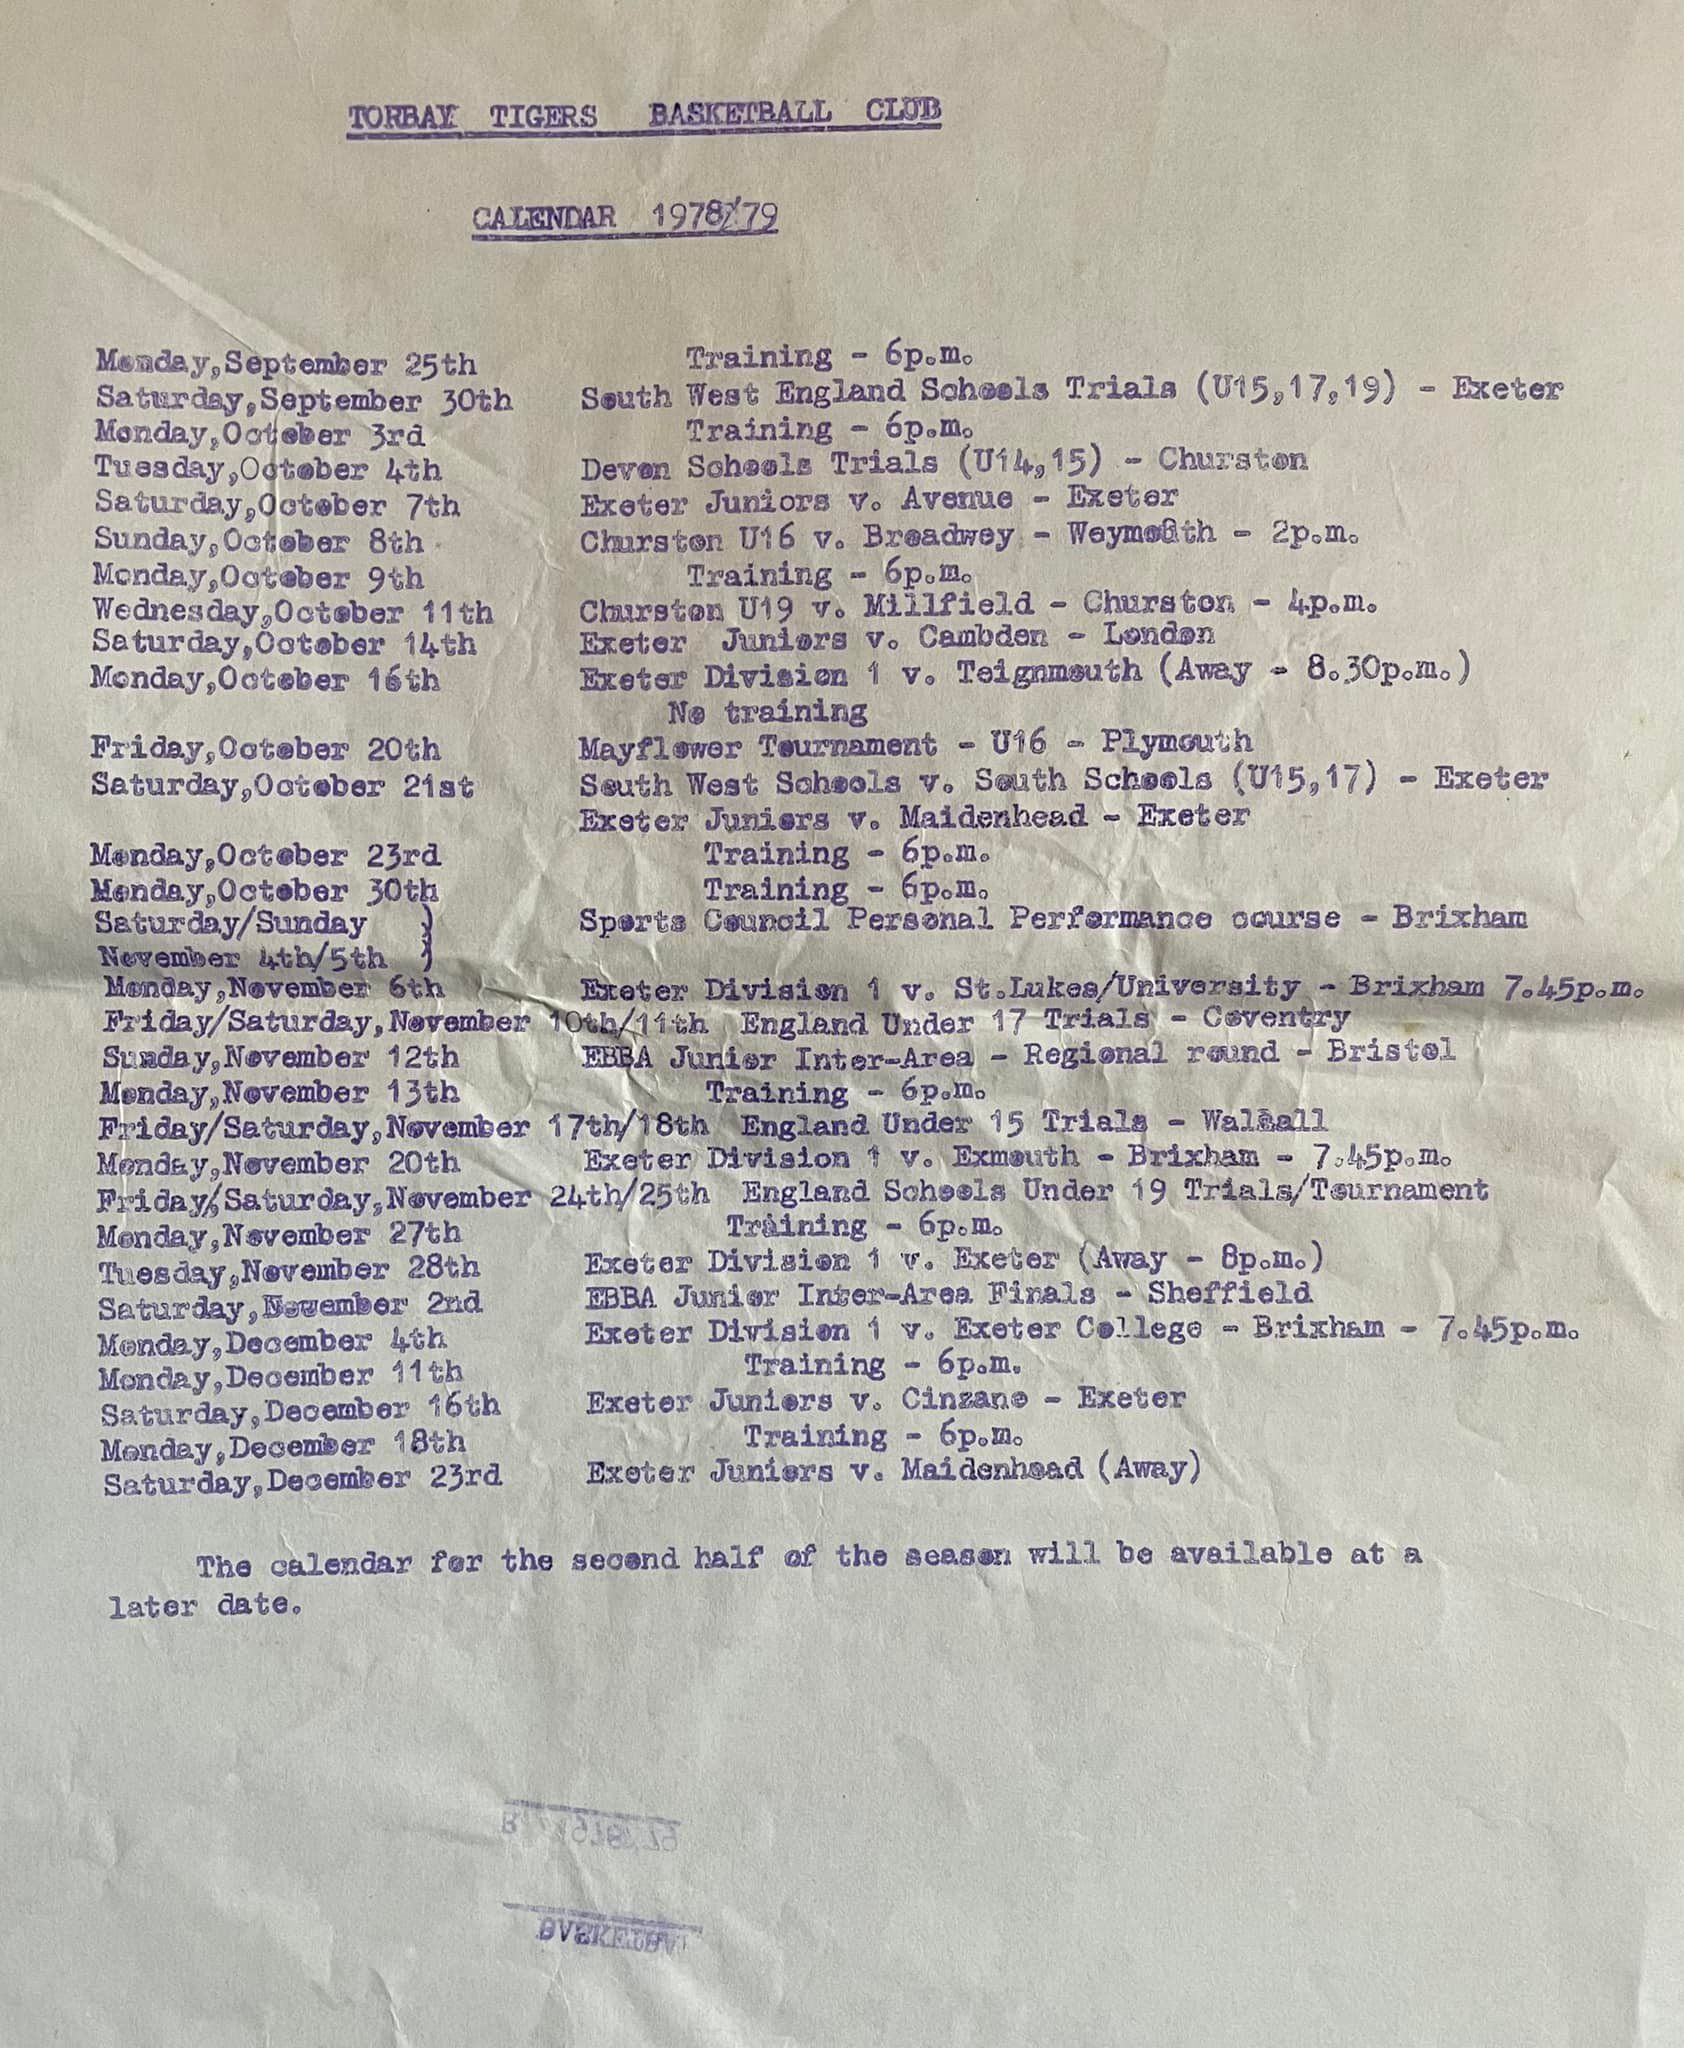 TORBAY TIGERS BASKETBALL CLUB
CALENDAR 1978/79
Monday,September 25th Training - 6p.m.
Saturday,September 30th South West England Schools Trials (U15,17,19) - Exeter
Monday,October 3rd Training - 6p.m.
Tuesday,October 4th Devon Schools Trials (U14,15) - Churston
Saturday,October 7th Exeter Juniors v. Avenue - Exeter
Sunday,October 8th Churston U16 v. Broadwey - Weymouth - 2p.m.
Monday,October 9th Training - 6p.m.
Wednesday,October 11th Churston U19 v. Millfield - Churston - 4p.m.
Saturday,October 14th Exeter Juniors v. Cambden - London
Monday,October 16th Exeter Division 1 v. Teignmouth (Away - 8.30p.m.)
No training
Friday,October 20th Mayflower Tournament - U16 - Plymouth
Saturday,October 21st South West Schools v. South Schools (U15,17) - Exeter
Exeter Juniors v. Maidenhead - Exeter
Monday,October 23rd Training - 6p.m.
Monday,October 30th Training - 6p.m.
Saturday/Sunday ) Sports Council Personal Performance course - Brixham
November 4th/5th )
Monday,November 6th Exeter Division 1 v. St.Lukes/University - Brixham 7.45p.m.
Friday/Saturday,November 10th/11th England Under 17 Trials - Coventry
Sunday,November 12th EBBA Junior Inter-Area - Regional round - Bristol
Monday,November 13th Training - 6p.m.
Friday/Saturday,November 17th/18th England Under 15 Trials - Walsall
Monday,November 20th Exeter Division 1 v. Exmouth - Brixham - 7.45p.m.
Friday/Saturday,November 24th/25th England Schools Under 19 Trials/Tournament
Monday,November 27th Training - 6p.m.
Tuesday,November 28th Exeter Division 1 v. Exeter (Away - 8p.m.)
Saturday,November 2nd EBBA Junior Inter-Area Finals - Sheffield
Monday,December 4th Exeter Division 1 v. Exeter College - Brixham - 7.45p.m.
Monday,December 11th Training - 6p.m.
Saturday,December 16th Exeter Juniors v. Cinzano - Exeter
Monday,December 18th Training - 6p.m.
Saturday,December 23rd Exeter Juniors v. Maidenhead (Away)
The calendar for the second half of the season will be available at a
later date.